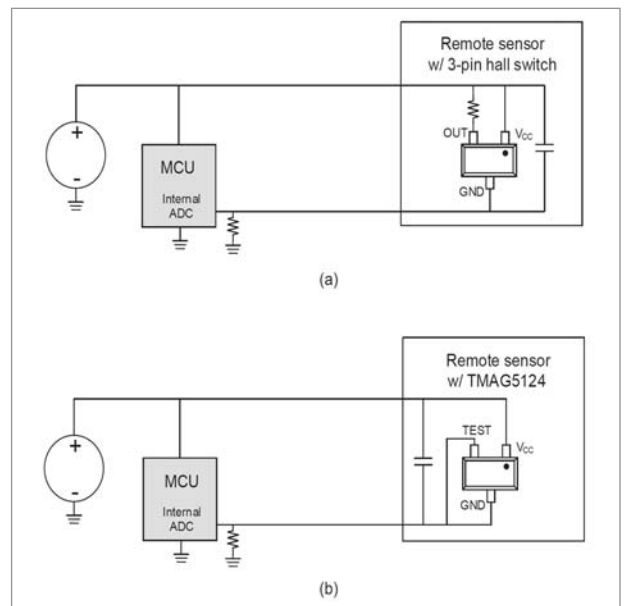 Remote sensor
w/ 3-pin hall switch
+
-
OUT
VCC
MCU
Internal
ADC
GND
(a)
Remote sensor
w/ TMAG5124
+
-
TEST
VCC
MCU
Internal
ADC
GND
(b)